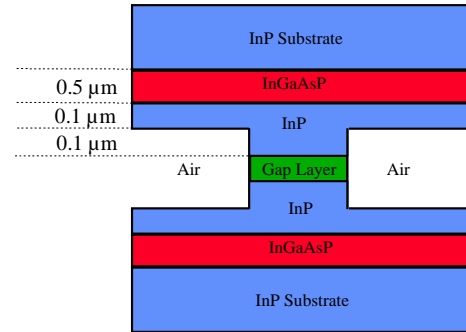 InP Substrate
0.5 µm
InGaAsP
0.1 µm
InP
0.1 µm
Air
Gap Layer
Air
InP
InGaAsP
InP Substrate